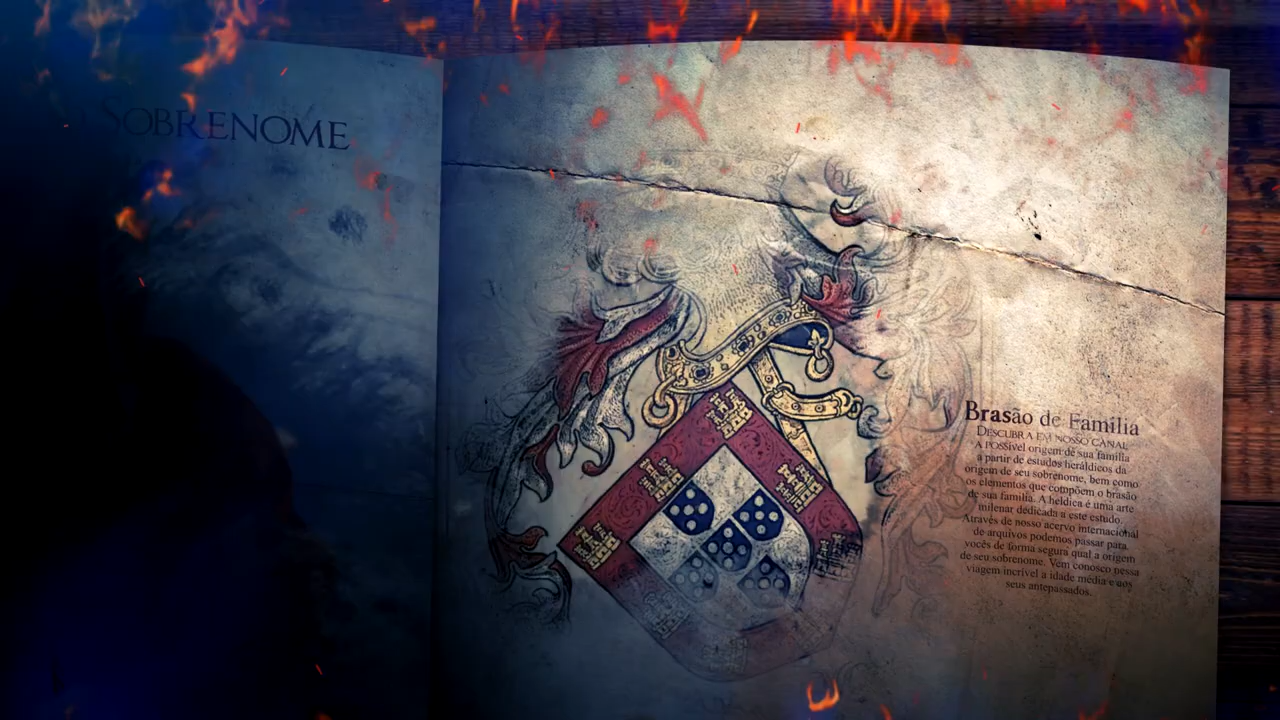 SOBRENOME
Brasão de Família
DESCUBRA EM NOSSO CANAL
A POSSível origem de sua família
a partir de estudos heráldicos da
origem de seu sobrenome, bem como
os elementos que compõem o brasão
de sua família. A héldica é uma arte
milenar dedicada a este estudo.
Através de nosso acervo internacional
de arquivos podemos passar para
vocês de forma segura qual a origem
de seu sobrenome. Vem conosco nessa
viagem incrível a idade média e aos
seus antepassados.